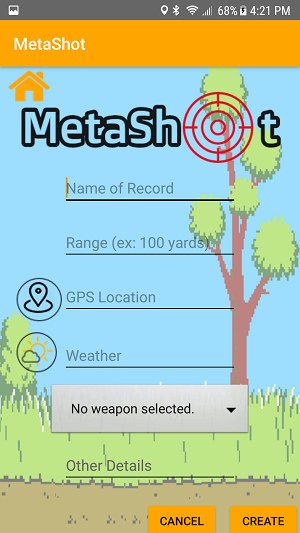 68% 4:21 PM
MetaShot
MetaShot
Name of Record
Range (ex: 100 yards)
GPS Location
Weather
No weapon selected.
Other Details
CANCEL CREATE